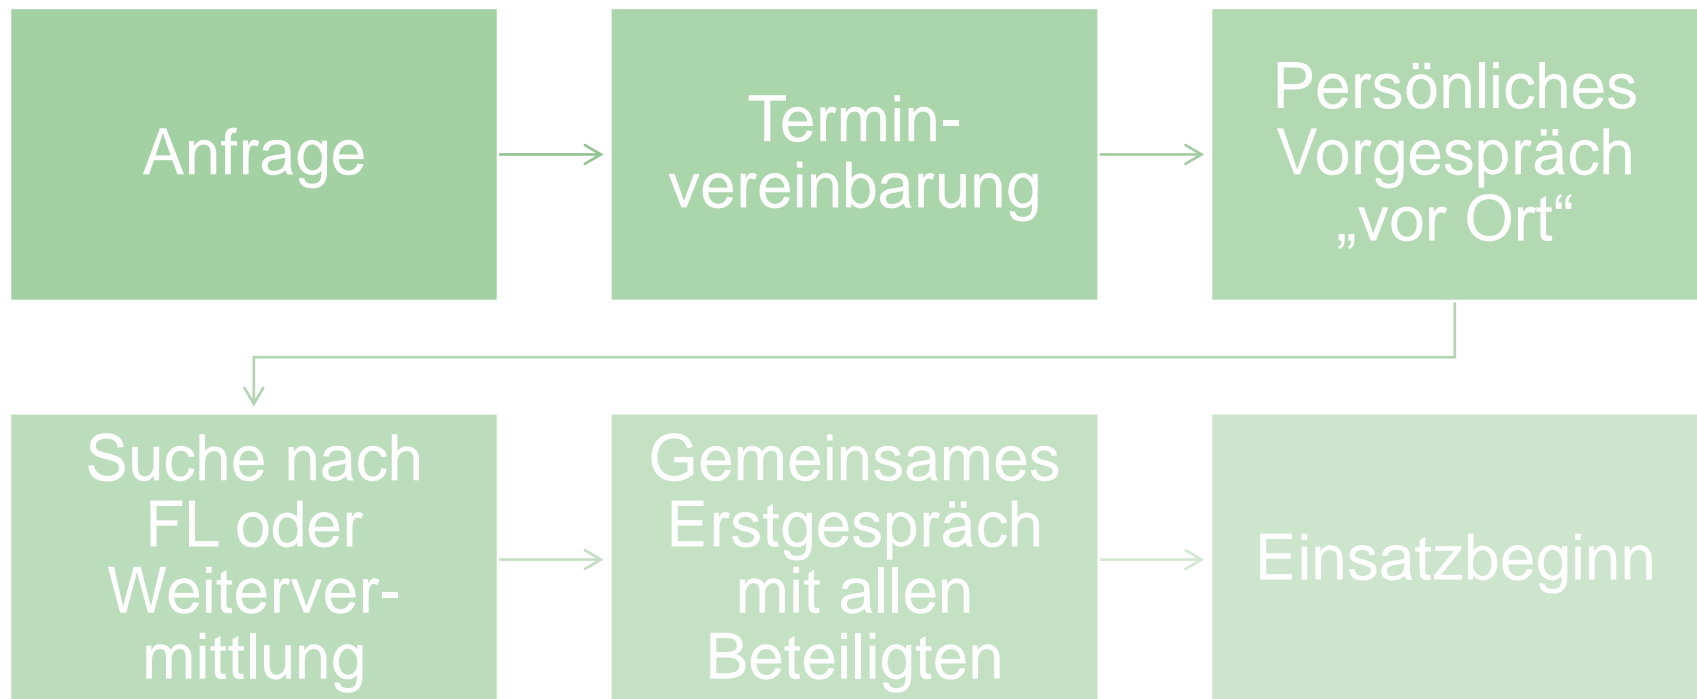 Anfrage
Termin-
vereinbarung
Persönliches
Vorgespräch
„vor Ort“
Suche nach
FL oder
Weiterver-
mittlung
Gemeinsames
Erstgespräch
mit allen
Beteiligten
Einsatzbeginn